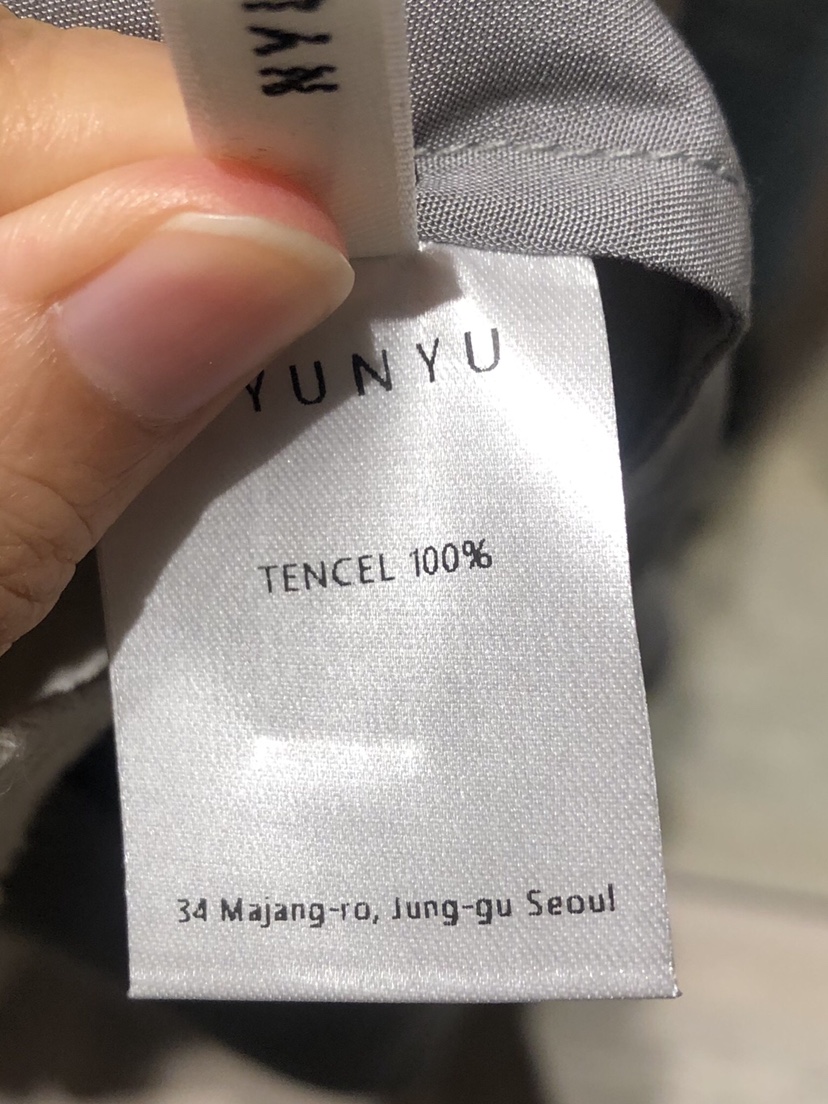 YUNYU
TENCEL 100%
34 Majang-ro, Jung-gu Seoul